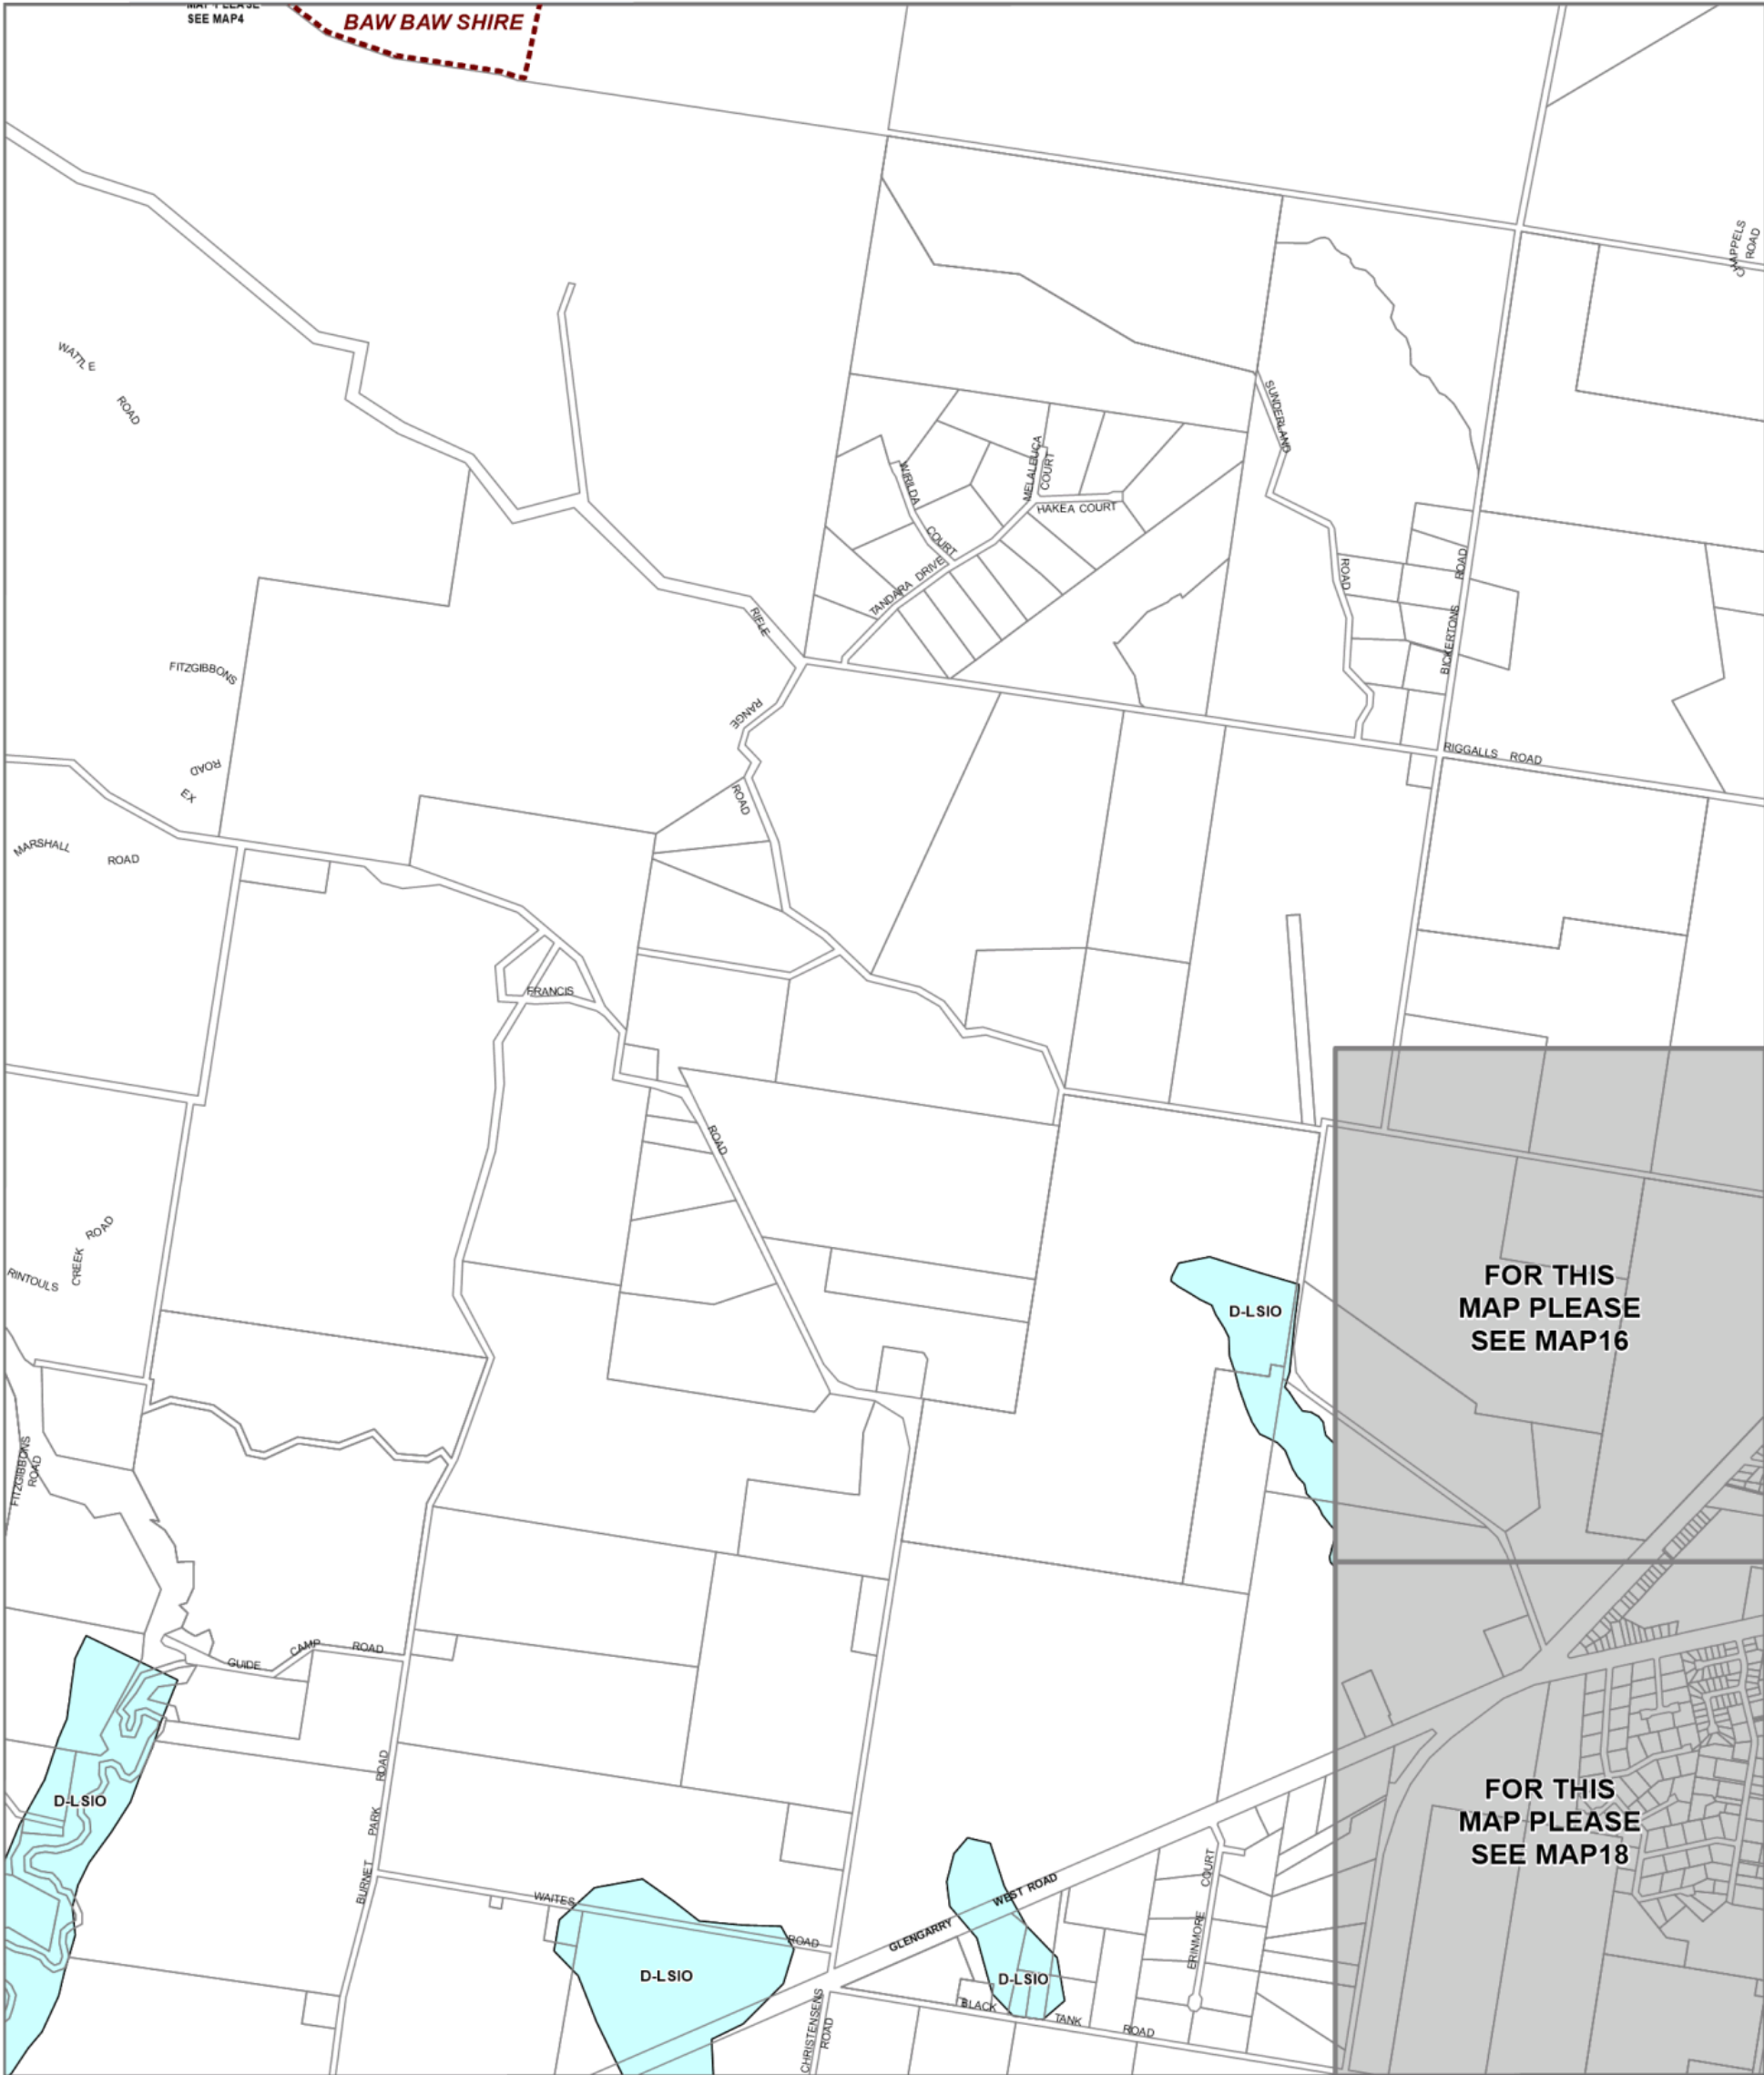 SEE MAP4
BAW BAW SHIRE
CHAPPELS
ROAD
WATTLE
ROAD
SUNDERLAND
ROAD
WIRILDA
COURT
MELALEUCA
COURT
HAKEA COURT
TANDARA DRIVE
BICKERTONS
ROAD
RIFLE
RANGE
ROAD
FITZGIBBONS
ROAD
EX
RIGGALLS ROAD
MARSHALL
ROAD
FRANCIS
ROAD
ROAD
CREEK
RINTOULS
D-LSIO
FOR THIS
MAP PLEASE
SEE MAP16
FITZGIBBONS
ROAD
GUIDE
CAMP
ROAD
D-LSIO
BURNET
PARK
ROAD
FOR THIS
MAP PLEASE
SEE MAP18
WAITES
ROAD
D-LSIO
GLENGARRY
WEST ROAD
D-LSIO
ERINMORE
COURT
BLACK
TANK
ROAD
CHRISTENSENS
ROAD